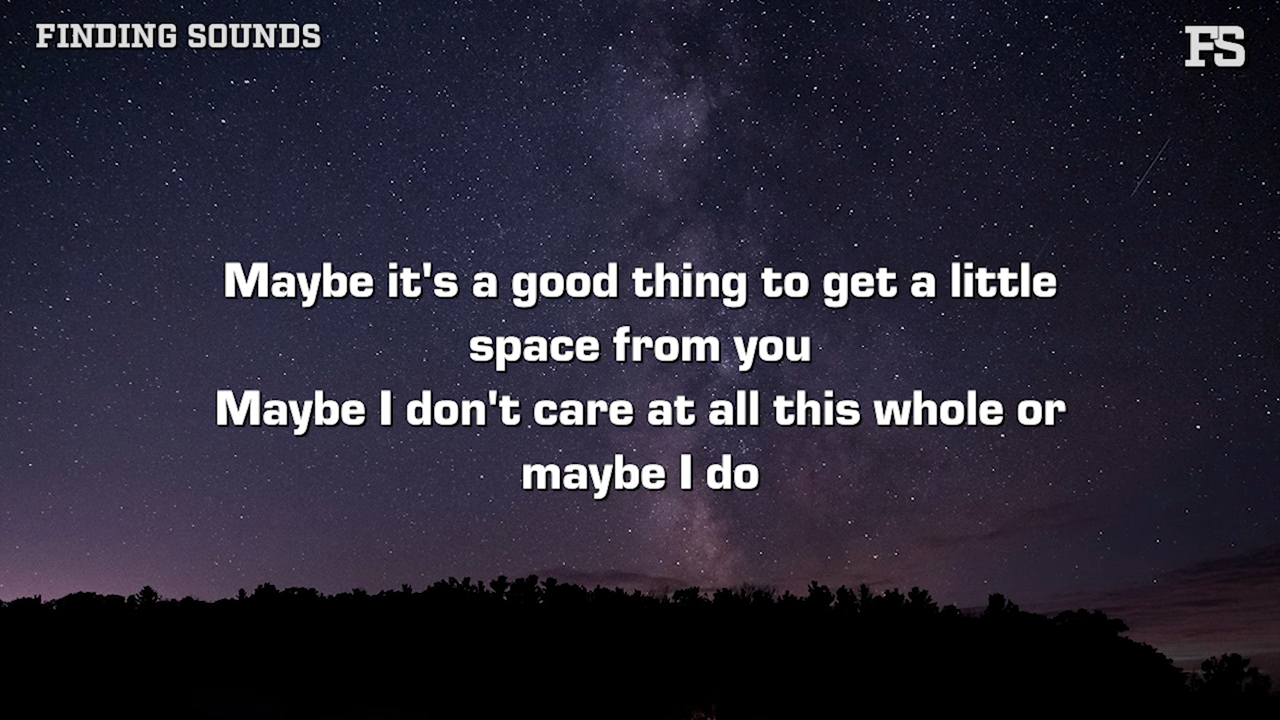 FINDING SOUNDS
FS
Maybe it's a good thing to get a little
space from you
Maybe I don't care at all this whole or
maybe I do